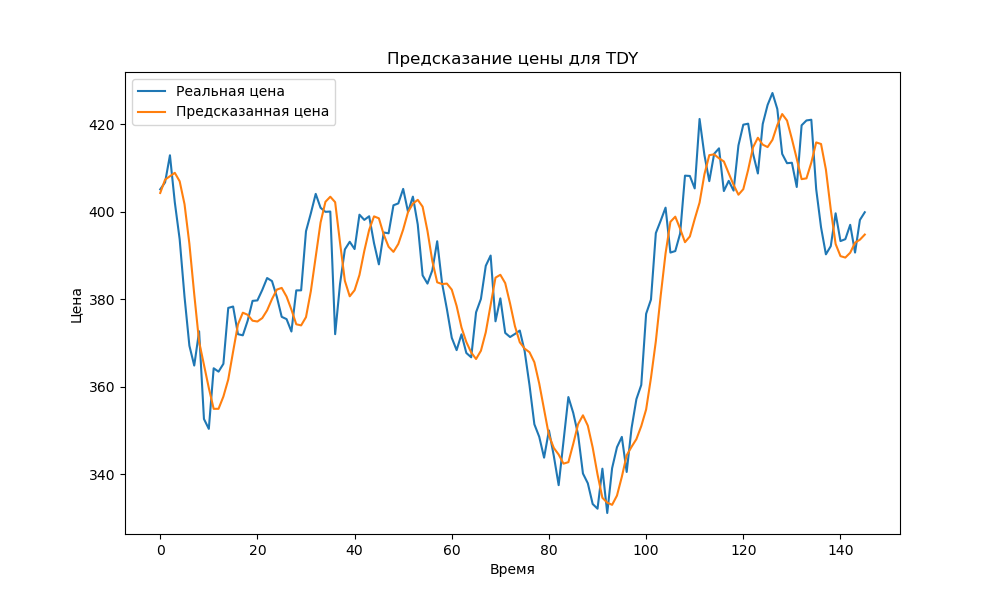 Предсказание цены для TDY
Реальная цена
Предсказанная цена
Цена
420
400
380
360
340
0 20 40 60 80 100 120 140
Время